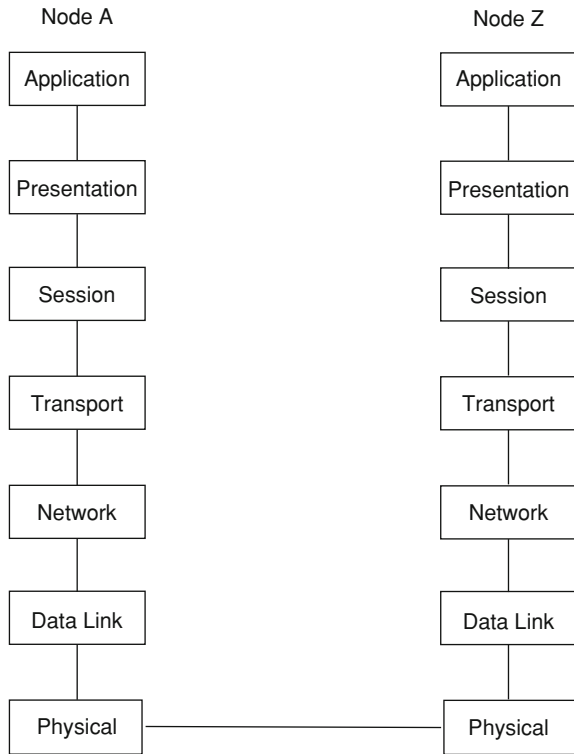 Node A
Node Z
Application
Application
Presentation
Presentation
Session
Session
Transport
Transport
Network
Network
Data Link
Data Link
Physical
Physical